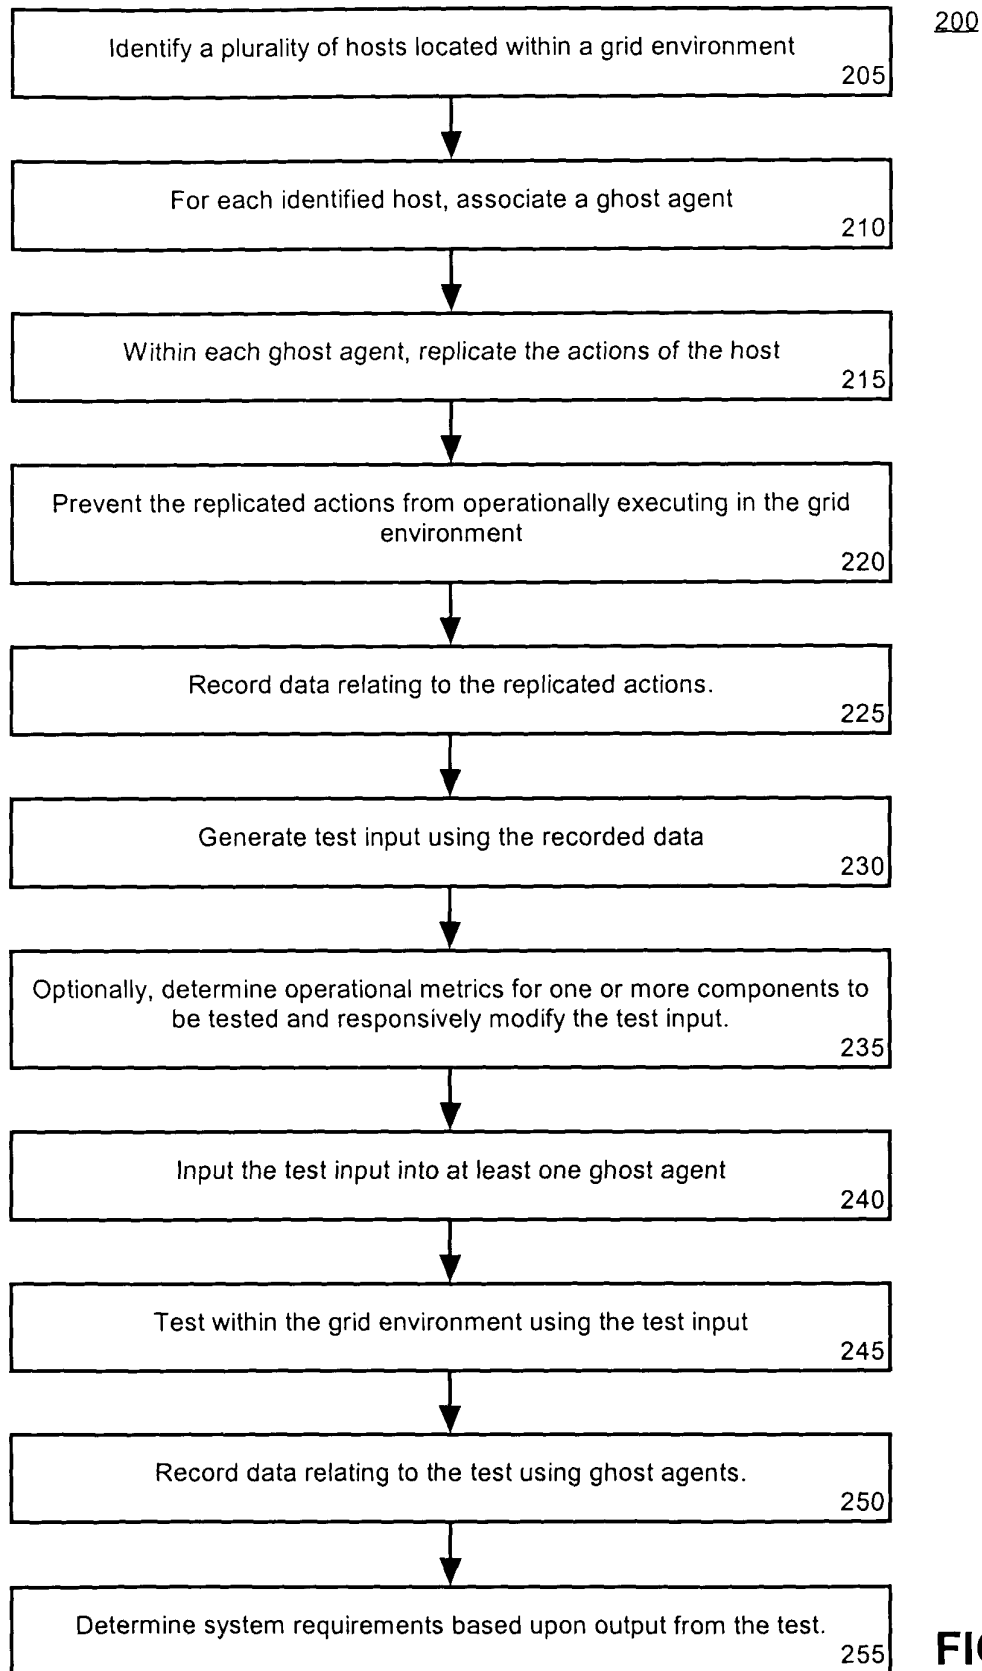 200
Identify a plurality of hosts located within a grid environment
205
For each identified host, associate a ghost agent
210
Within each ghost agent, replicate the actions of the host
215
Prevent the replicated actions from operationally executing in the grid
environment
220
Record data relating to the replicated actions.
225
Generate test input using the recorded data
230
Optionally, determine operational metrics for one or more components to
be tested and responsively modify the test input.
235
Input the test input into at least one ghost agent
240
Test within the grid environment using the test input
245
Record data relating to the test using ghost agents.
250
Determine system requirements based upon output from the test.
255